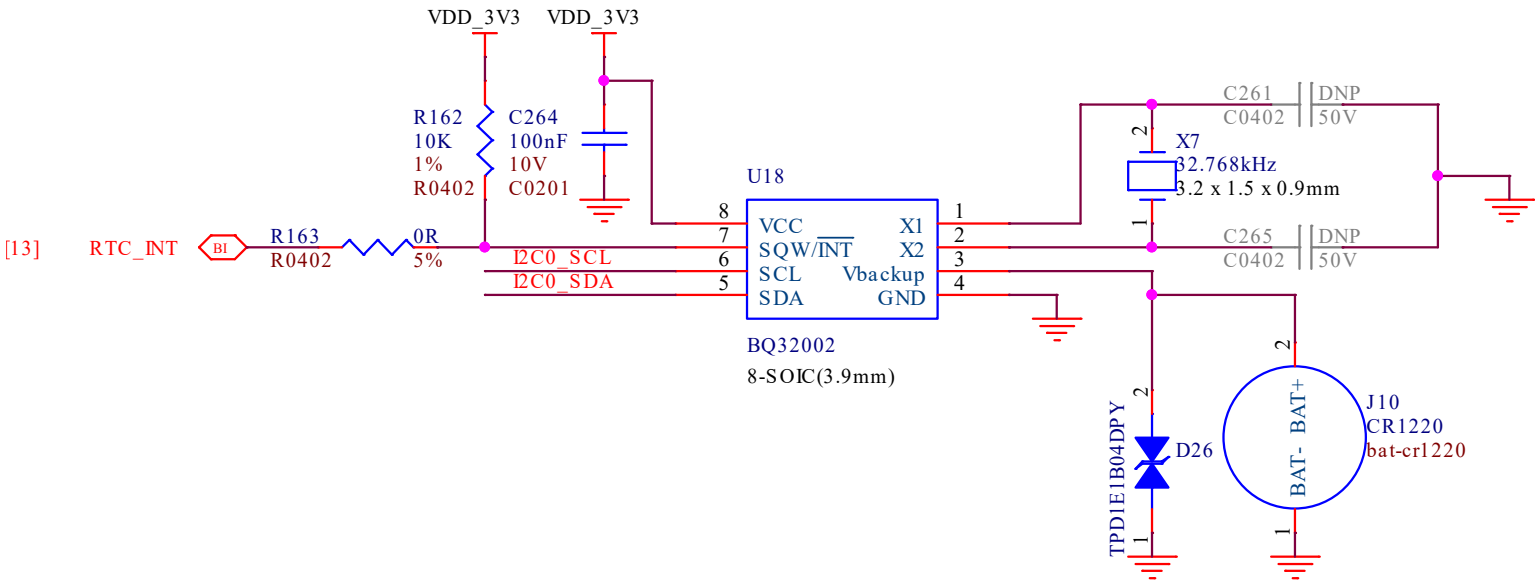 VDD_3V3 VDD_3V3
R162
10K
1%
R0402
C264
100nF
10V
C0201
[13] RTC_INT BI
R163 0R
R0402 5%
I2C0_SCL
I2C0_SDA
U18
8 VCC
7 SQW/INT
6 SCL
5 SDA
X1 1
X2 2
Vbackup 3
GND 4
BQ32002
8-SOIC(3.9mm)
C261 DNP
C0402 50V
2
X7
32.768kHz
3.2 x 1.5 x 0.9mm
1
C265 DNP
C0402 50V
2
TPD1E1B04DPY
D26
1
2
BAT- BAT+
1
J10
CR1220
bat-cr1220